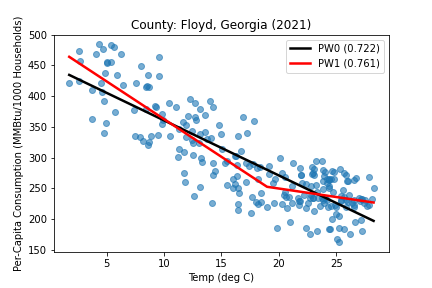 County: Floyd, Georgia (2021)
Per-Capita Consumption (MMBtu/1000 Households)
500
450
400
350
300
250
200
150
PW0 (0.722)
PW1 (0.761)
5 10 15 20 25
Temp (deg C)